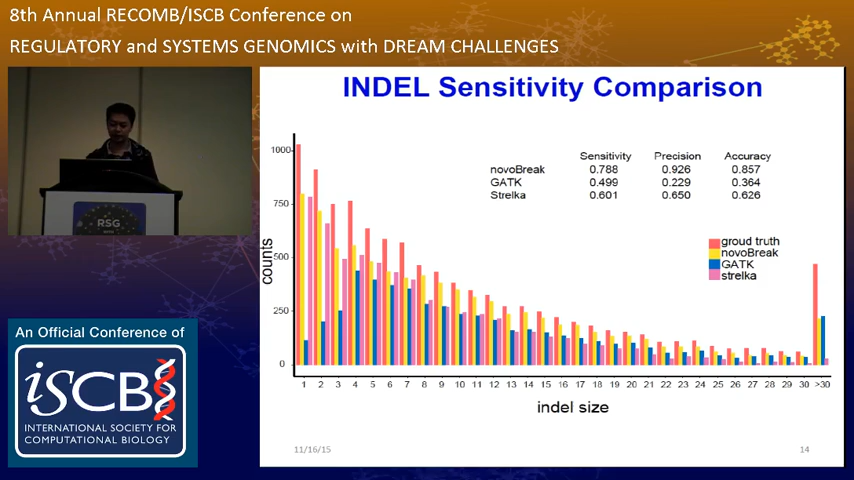 8th Annual RECOMB/ISCB Conference on
REGULATORY and SYSTEMS GENOMICS with DREAM CHALLENGES
RSG
An Official Conference of
iSCB
INTERNATIONAL SOCIETY FOR
COMPUTATIONAL BIOLOGY
INDEL Sensitivity Comparison
Sensitivity Precision Accuracy
novoBreak 0.788 0.926 0.857
GATK 0.499 0.229 0.364
Strelka 0.601 0.650 0.626
groud truth
novoBreak
GATK
strelka
counts
1000
750
500
250
0
1 2 3 4 5 6 7 8 9 10 11 12 13 14 15 16 17 18 19 20 21 22 23 24 25 26 27 28 29 30 >30
indel size
11/16/15
14